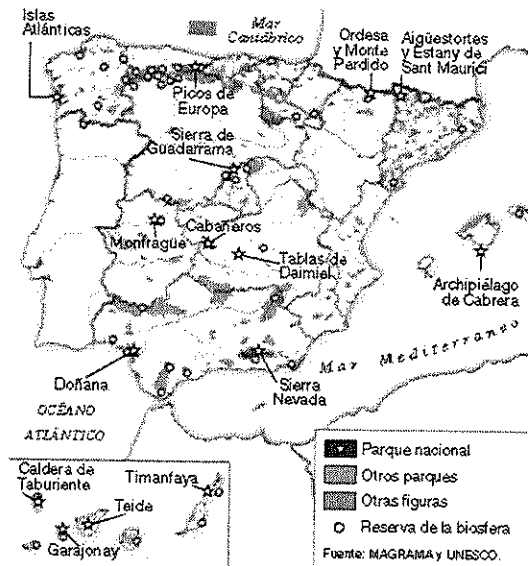 Islas
Atlánticas
Mar
Cantábrico
Ordesa
y Monte
Perdido
Aigüestortes
y Estany de
Sant Maurici
Picos de
Europa
Sierra de
Guadarrama
Monfragüe
Cabañeros
Tablas de
Daimiel
Archipiélago
de Cabrera
Doñana
Sierra
Nevada
Mar Mediterraneo
OCÉANO
ATLÁNTICO
Caldera de
Taburiente
Timanfaya
Teide
Garajonay
Parque nacional
Otros parques
Otras figuras
Reserva de la biosfera
Fuente: MAGRAMA y UNESCO.